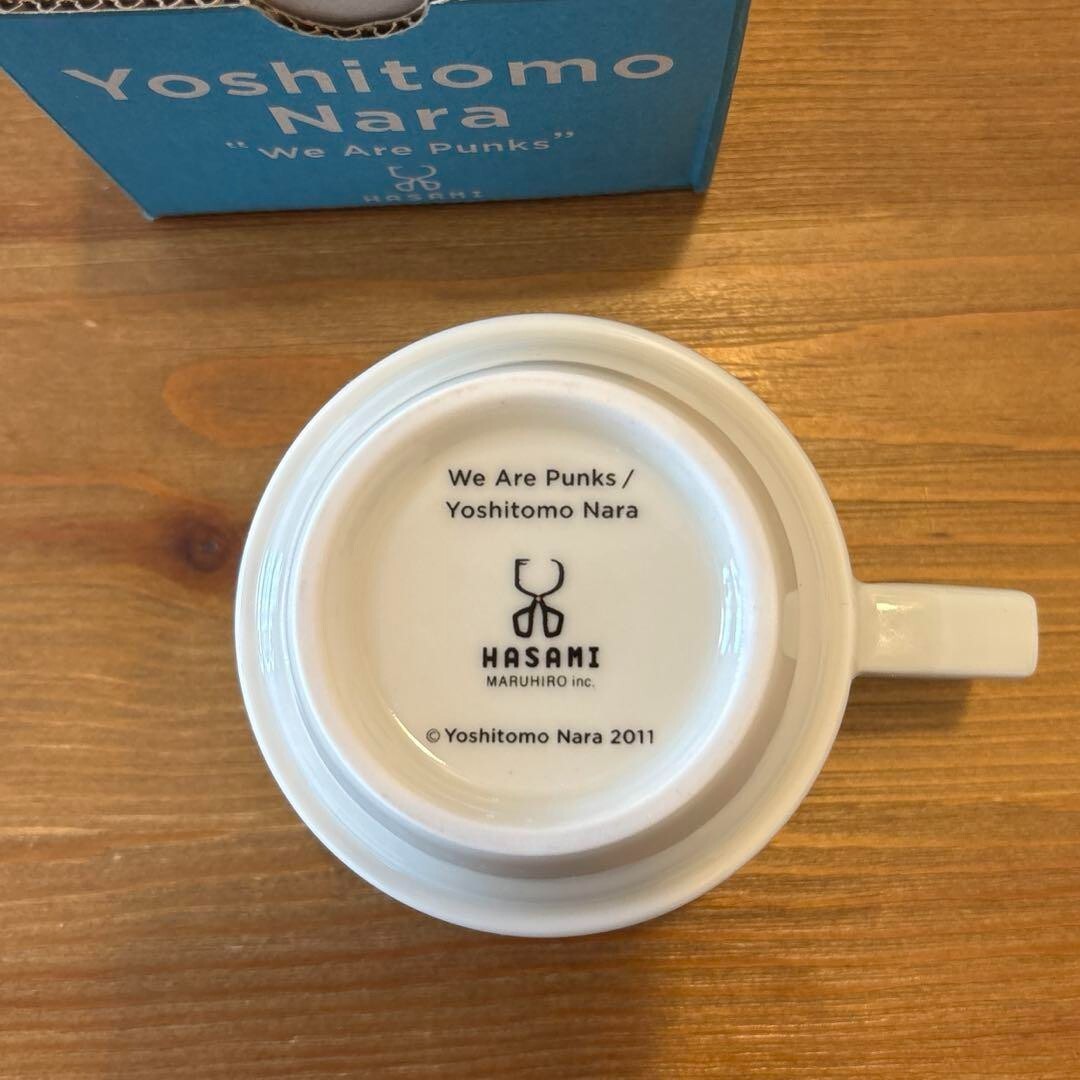 Yoshitomo
Nara
“We Are Punks”
HASAMI
We Are Punks /
Yoshitomo Nara
HASAMI
MARUHIRO inc.
© Yoshitomo Nara 2011